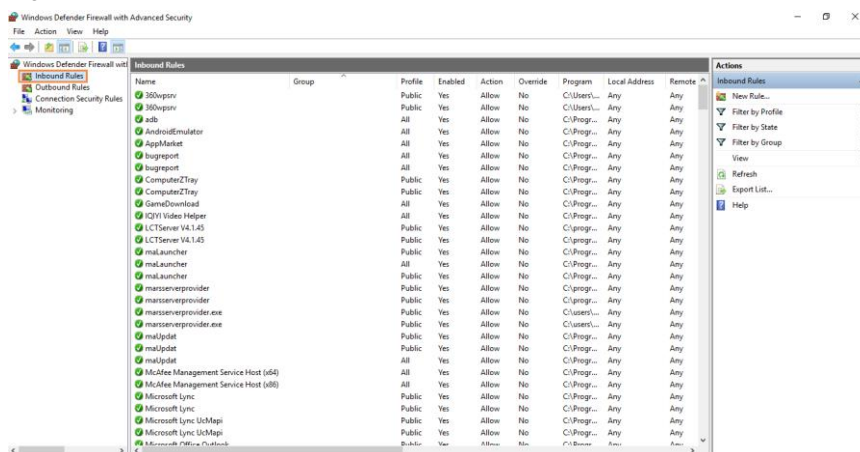 Windows Defender Firewall with Advanced Security
File Action View Help
Windows Defender Firewall with
Inbound Rules
Outbound Rules
Connection Security Rules
Monitoring
Inbound Rules
Name Group Profile Enabled Action Override Program Local Address Remote
360wpsrv Public Yes Allow No C:\Users\... Any Any
360wpsrv Public Yes Allow No C:\Users\... Any Any
adb All Yes Allow No C:\Progr... Any Any
AndroidEmulator All Yes Allow No C:\Progr... Any Any
AppMarket All Yes Allow No C:\Progr... Any Any
bugreport All Yes Allow No C:\Progr... Any Any
bugreport All Yes Allow No C:\Progr... Any Any
ComputerZTray Public Yes Allow No C:\Progr... Any Any
ComputerZTray Public Yes Allow No C:\Progr... Any Any
GameDownload All Yes Allow No C:\Progr... Any Any
IQIYI Video Helper All Yes Allow No C:\Progr... Any Any
LCTServer V4.1.45 Public Yes Allow No C:\Progr... Any Any
LCTServer V4.1.45 Public Yes Allow No C:\Progr... Any Any
maLauncher Public Yes Allow No C:\Progr... Any Any
maLauncher All Yes Allow No C:\Progr... Any Any
maLauncher Public Yes Allow No C:\Progr... Any Any
marsserverprovider Public Yes Allow No C:\progr... Any Any
marsserverprovider Public Yes Allow No C:\progr... Any Any
marsserverprovider.exe Public Yes Allow No C:\users\... Any Any
marsserverprovider.exe Public Yes Allow No C:\users\... Any Any
maUpdat Public Yes Allow No C:\Progr... Any Any
maUpdat Public Yes Allow No C:\Progr... Any Any
maUpdat All Yes Allow No C:\Progr... Any Any
McAfee Management Service Host (x64) All Yes Allow No C:\Progr... Any Any
McAfee Management Service Host (x86) All Yes Allow No C:\Progr... Any Any
Microsoft Lync Public Yes Allow No C:\Progr... Any Any
Microsoft Lync Public Yes Allow No C:\Progr... Any Any
Microsoft Lync UcMapi Public Yes Allow No C:\Progr... Any Any
Microsoft Lync UcMapi Public Yes Allow No C:\Progr... Any Any
Microsoft Office Outlook Public Yes Allow No C:\Progr... Any Any
Actions
Inbound Rules
New Rule...
Filter by Profile
Filter by State
Filter by Group
View
Refresh
Export List...
Help